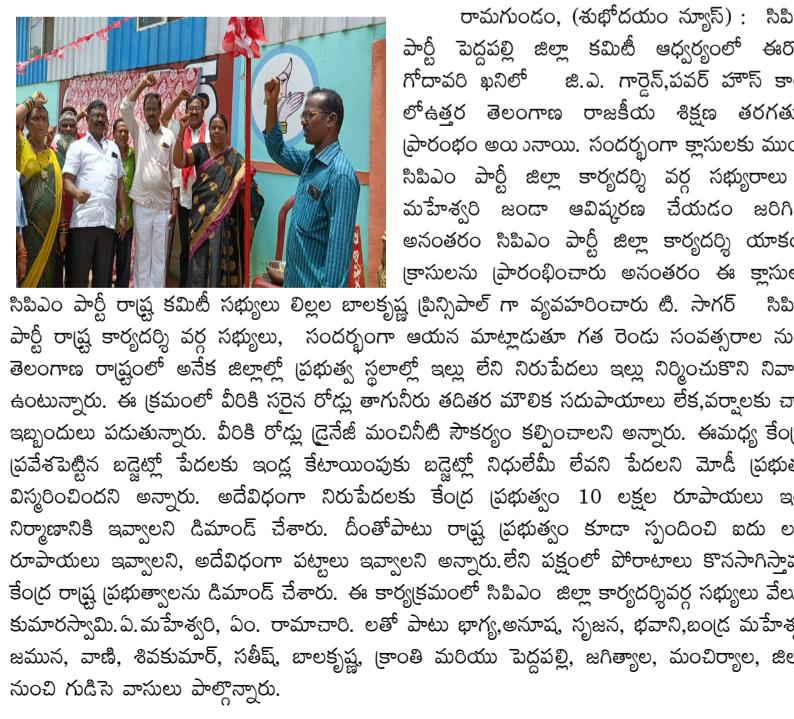 రామగుండం, (శుభోదయం న్యూస్) : సిపి
పార్టీ పెద్దపల్లి జిల్లా కమిటీ ఆధ్వర్యంలో ఈరో
గోదావరి ఖనిలో జి.ఎ. గార్డెన్,పవర్ హౌస్ కా
లోఉత్తర తెలంగాణ రాజకీయ శిక్షణ తరగతు
ప్రారంభం అయినాయి. సందర్భంగా క్లాసులకు ముం
సిపిఎం పార్టీ జిల్లా కార్యదర్శి వర్గ సభ్యురాలు
మహేశ్వరి జండా ఆవిష్కరణ చేయడం జరిగి
అనంతరం సిపిఎం పార్టీ జిల్లా కార్యదర్శి యాకం
క్రాసులను ప్రారంభించారు అనంతరం ఈ క్లాసుల
సిపిఎం పార్టీ రాష్ట్ర కమిటీ సభ్యులు లిల్లల బాలకృష్ణ ప్రిన్సిపాల్ గా వ్యవహరించారు టి. సాగర్ సిపి
పార్టీ రాష్ట్ర కార్యదర్శి వర్గ సభ్యులు, సందర్భంగా ఆయన మాట్లాడుతూ గత రెండు సంవత్సరాల ను
తెలంగాణ రాష్ట్రంలో అనేక జిల్లాల్లో ప్రభుత్వ స్థలాల్లో ఇల్లు లేని నిరుపేదలు ఇల్లు నిర్మించుకొని నివా
ఉంటున్నారు. ఈ క్రమంలో వీరికి సరైన రోడ్లు తాగునీరు తదితర మౌలిక సదుపాయాలు లేక,వర్షాలకు చా
ఇబ్బందులు పడుతున్నారు. వీరికి రోడ్లు డ్రైనేజీ మంచినీటి సౌకర్యం కల్పించాలని అన్నారు. ఈమధ్య కేంద్ర
ప్రవేశపెట్టిన బడ్జెట్లో పేదలకు ఇండ్ల కేటాయింపుకు బడ్జెట్లో నిధులేమీ లేవని పేదలని మోడీ ప్రభుత
విస్మరించిందని అన్నారు. అదేవిధంగా నిరుపేదలకు కేంద్ర ప్రభుత్వం 10 లక్షల రూపాయలు ఇ
నిర్మాణానికి ఇవ్వాలని డిమాండ్ చేశారు. దీంతోపాటు రాష్ట్ర ప్రభుత్వం కూడా స్పందించి ఐదు ల
రూపాయలు ఇవ్వాలని, అదేవిధంగా పట్టాలు ఇవ్వాలని అన్నారు.లేని పక్షంలో పోరాటాలు కొనసాగిస్తా
కేంద్ర రాష్ట్ర ప్రభుత్వాలను డిమాండ్ చేశారు. ఈ కార్యక్రమంలో సిపిఎం జిల్లా కార్యదర్శివర్గ సభ్యులు వేలు
కుమారస్వామి.ఏ.మహేశ్వరి, ఏం. రామాచారి. లతో పాటు భాగ్య,అనూష, సృజన, భవాని,బండ్ర మహేశ్వ
జమున, వాణి, శివకుమార్, సతీష్, బాలకృష్ణ, క్రాంతి మరియు పెద్దపల్లి, జగిత్యాల, మంచిర్యాల, జిల
నుంచి గుడిసె వాసులు పాల్గొన్నారు.